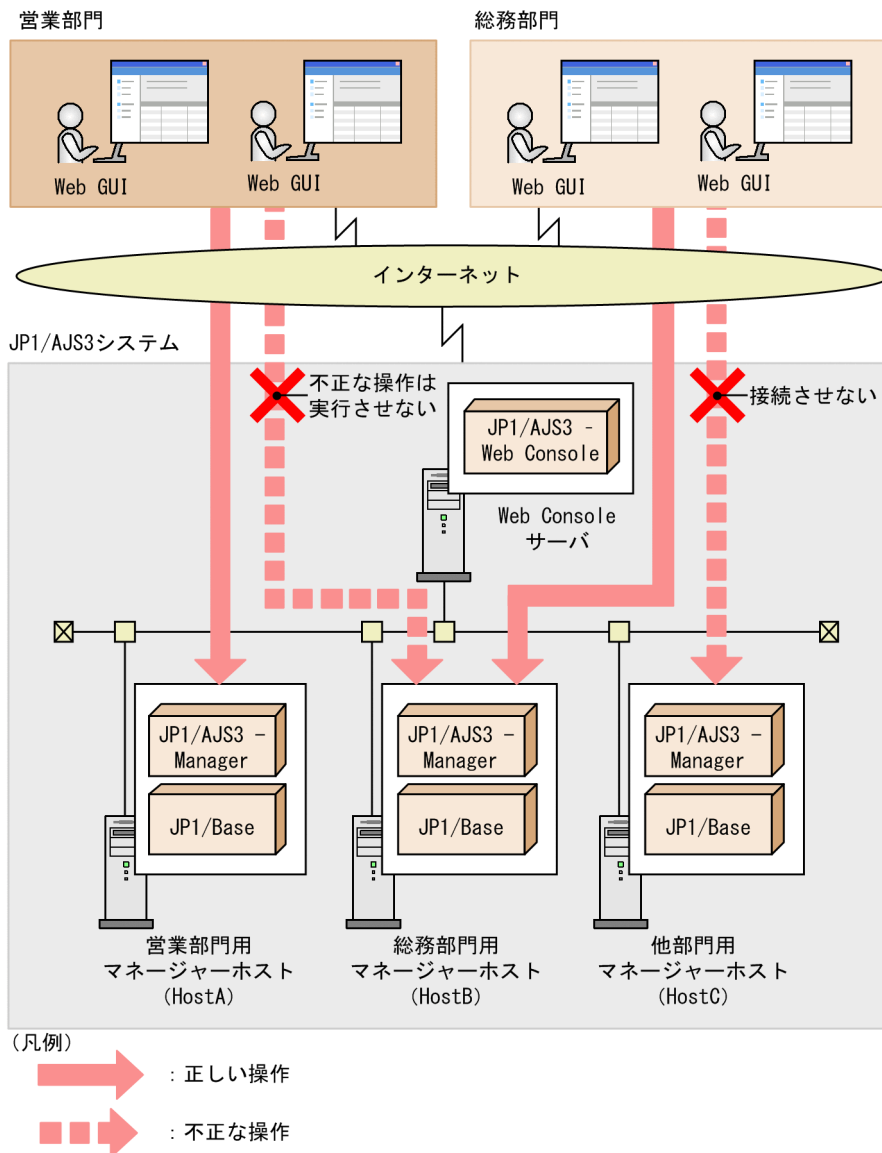 営業部門
総務部門
Web GUI
Web GUI
Web GUI
Web GUI
インターネット
JP1/AJS3システム
不正な操作は
実行させない
接続させない
JP1/AJS3 -
Web Console
Web Console
サーバ
JP1/AJS3 -
Manager
JP1/Base
JP1/AJS3 -
Manager
JP1/Base
JP1/AJS3 -
Manager
JP1/Base
営業部門用
マネージャーホスト
(HostA)
総務部門用
マネージャーホスト
(HostB)
他部門用
マネージャーホスト
(HostC)
(凡例)
：正しい操作
：不正な操作